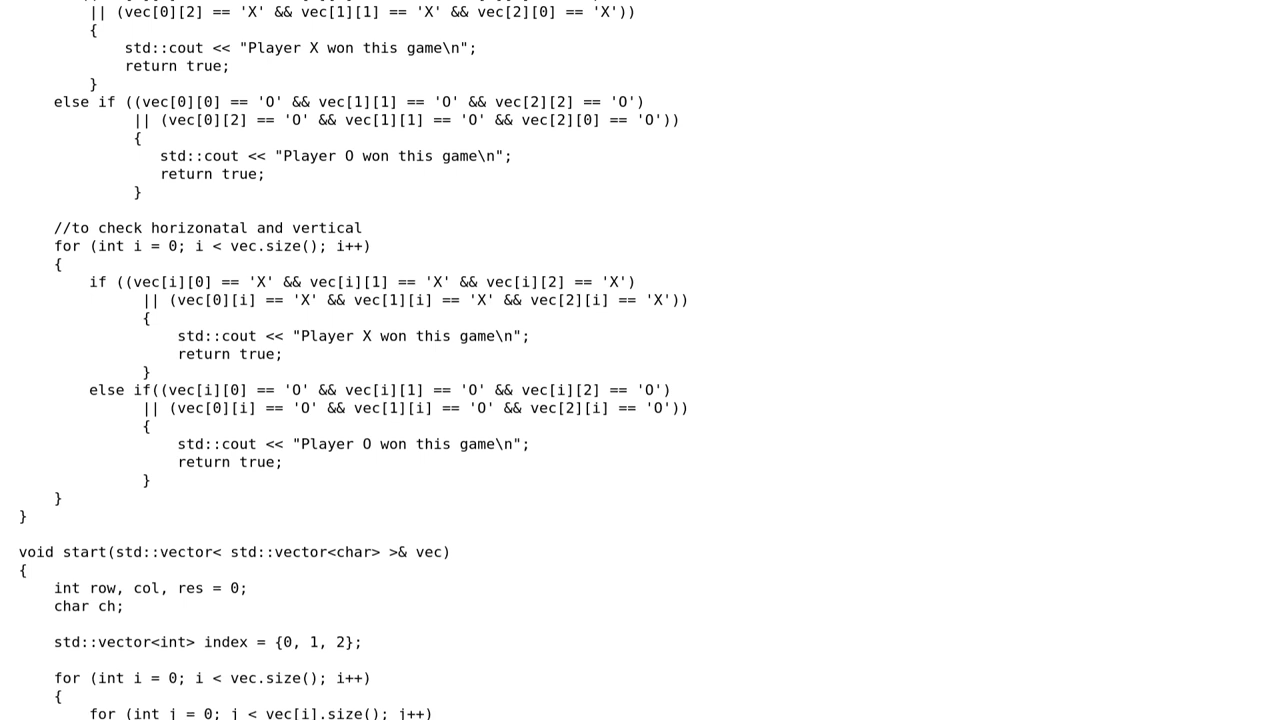 || (vec[0][2] == 'X' && vec[1][1] == 'X' && vec[2][0] == 'X'))
{
std::cout << "Player X won this game\n";
return true;
}
else if ((vec[0][0] == 'O' && vec[1][1] == 'O' && vec[2][2] == 'O')
|| (vec[0][2] == 'O' && vec[1][1] == 'O' && vec[2][0] == 'O'))
{
std::cout << "Player O won this game\n";
return true;
}
//to check horizonatal and vertical
for (int i = 0; i < vec.size(); i++)
{
if ((vec[i][0] == 'X' && vec[i][1] == 'X' && vec[i][2] == 'X')
|| (vec[0][i] == 'X' && vec[1][i] == 'X' && vec[2][i] == 'X'))
{
std::cout << "Player X won this game\n";
return true;
}
else if((vec[i][0] == 'O' && vec[i][1] == 'O' && vec[i][2] == 'O')
|| (vec[0][i] == 'O' && vec[1][i] == 'O' && vec[2][i] == 'O'))
{
std::cout << "Player O won this game\n";
return true;
}
}
}
void start(std::vector< std::vector<char> >& vec)
{
int row, col, res = 0;
char ch;
std::vector<int> index = {0, 1, 2};
for (int i = 0; i < vec.size(); i++)
{
for (int j = 0; j < vec[i].size(); j++)